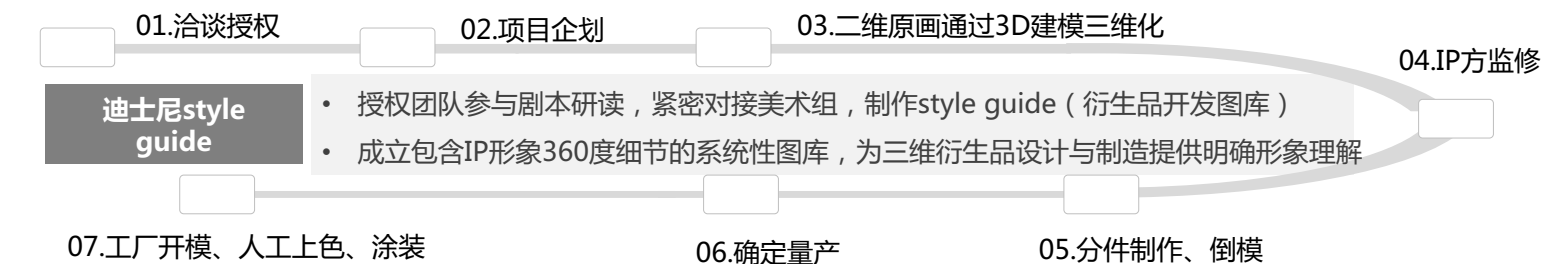 01.洽谈授权
02.项目企划
03.二维原画通过3D建模三维化
04.IP方监修
迪士尼style
guide
• 授权团队参与剧本研读，紧密对接美术组，制作style guide（衍生品开发图库）
• 成立包含IP形象360度细节的系统性图库，为三维衍生品设计与制造提供明确形象理解
07.工厂开模、人工上色、涂装
06.确定量产
05.分件制作、倒模